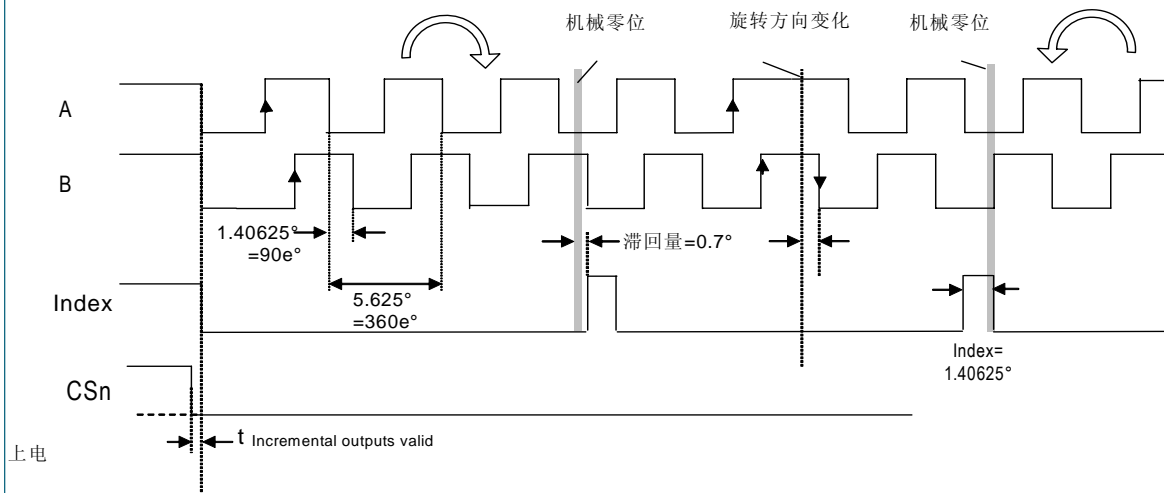 机械零位
旋转方向变化
机械零位
A
B
1.40625°
=90e°
滞回量=0.7°
Index
5.625°
=360e°
Index=
1.40625°
CSn
t Incremental outputs valid
上电